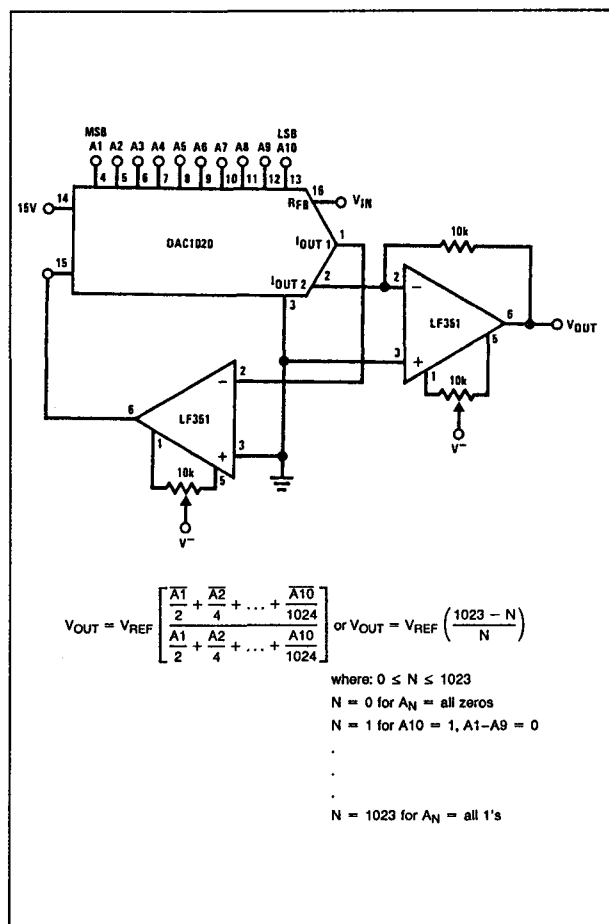 MSB LSB
A1 A2 A3 A4 A5 A6 A7 A8 A9 A10
4 5 6 7 8 9 10 11 12 13
14
15V
16
RFB
VIN
DAC1020
IOUT 1
1
10k
15
IOUT 2
2
2
−
3
LF351
6
VOUT
5
3
+
1
10k
2
−
6
LF351
V−
1
3
+
10k
5
V−
VOUT = VREF [ (A̅1̅/2 + A̅2̅/4 + ... + A̅1̅0̅/1024) / (A1/2 + A2/4 + ... + A10/1024) ] or VOUT = VREF ( (1023 − N) / N )
where: 0 ≤ N ≤ 1023
N = 0 for AN = all zeros
N = 1 for A10 = 1, A1−A9 = 0
.
.
.
N = 1023 for AN = all 1's